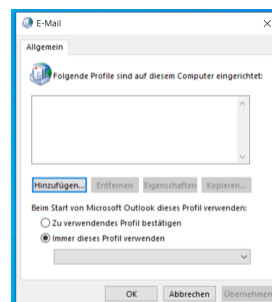 E-Mail
Allgemein
Folgende Profile sind auf diesem Computer eingerichtet:
Hinzufügen... Entfernen Eigenschaften Kopieren...
Beim Start von Microsoft Outlook dieses Profil verwenden:
Zu verwendendes Profil bestätigen
Immer dieses Profil verwenden
OK Abbrechen Übernehmen